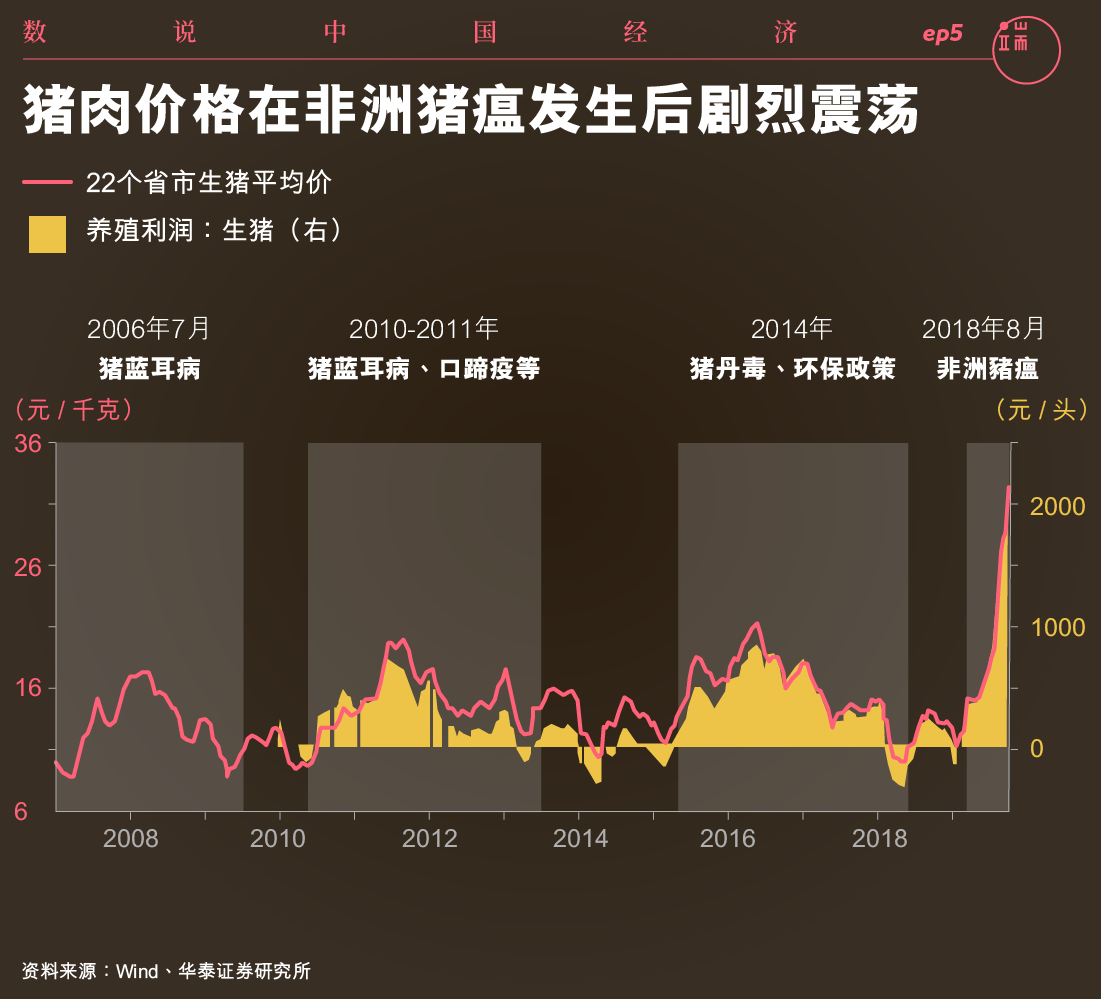 数说中国经济 ep5
猪肉价格在非洲猪瘟发生后剧烈震荡
22个省市生猪平均价
养殖利润：生猪（右）
2006年7月 2010-2011年 2014年 2018年8月
猪蓝耳病 猪蓝耳病、口蹄疫等 猪丹毒、环保政策 非洲豬瘟
（元 / 千克） （元 / 头）
36
2000
26
1000
16
0
6
2008 2010 2012 2014 2016 2018
资料来源：Wind、华泰证券研究所